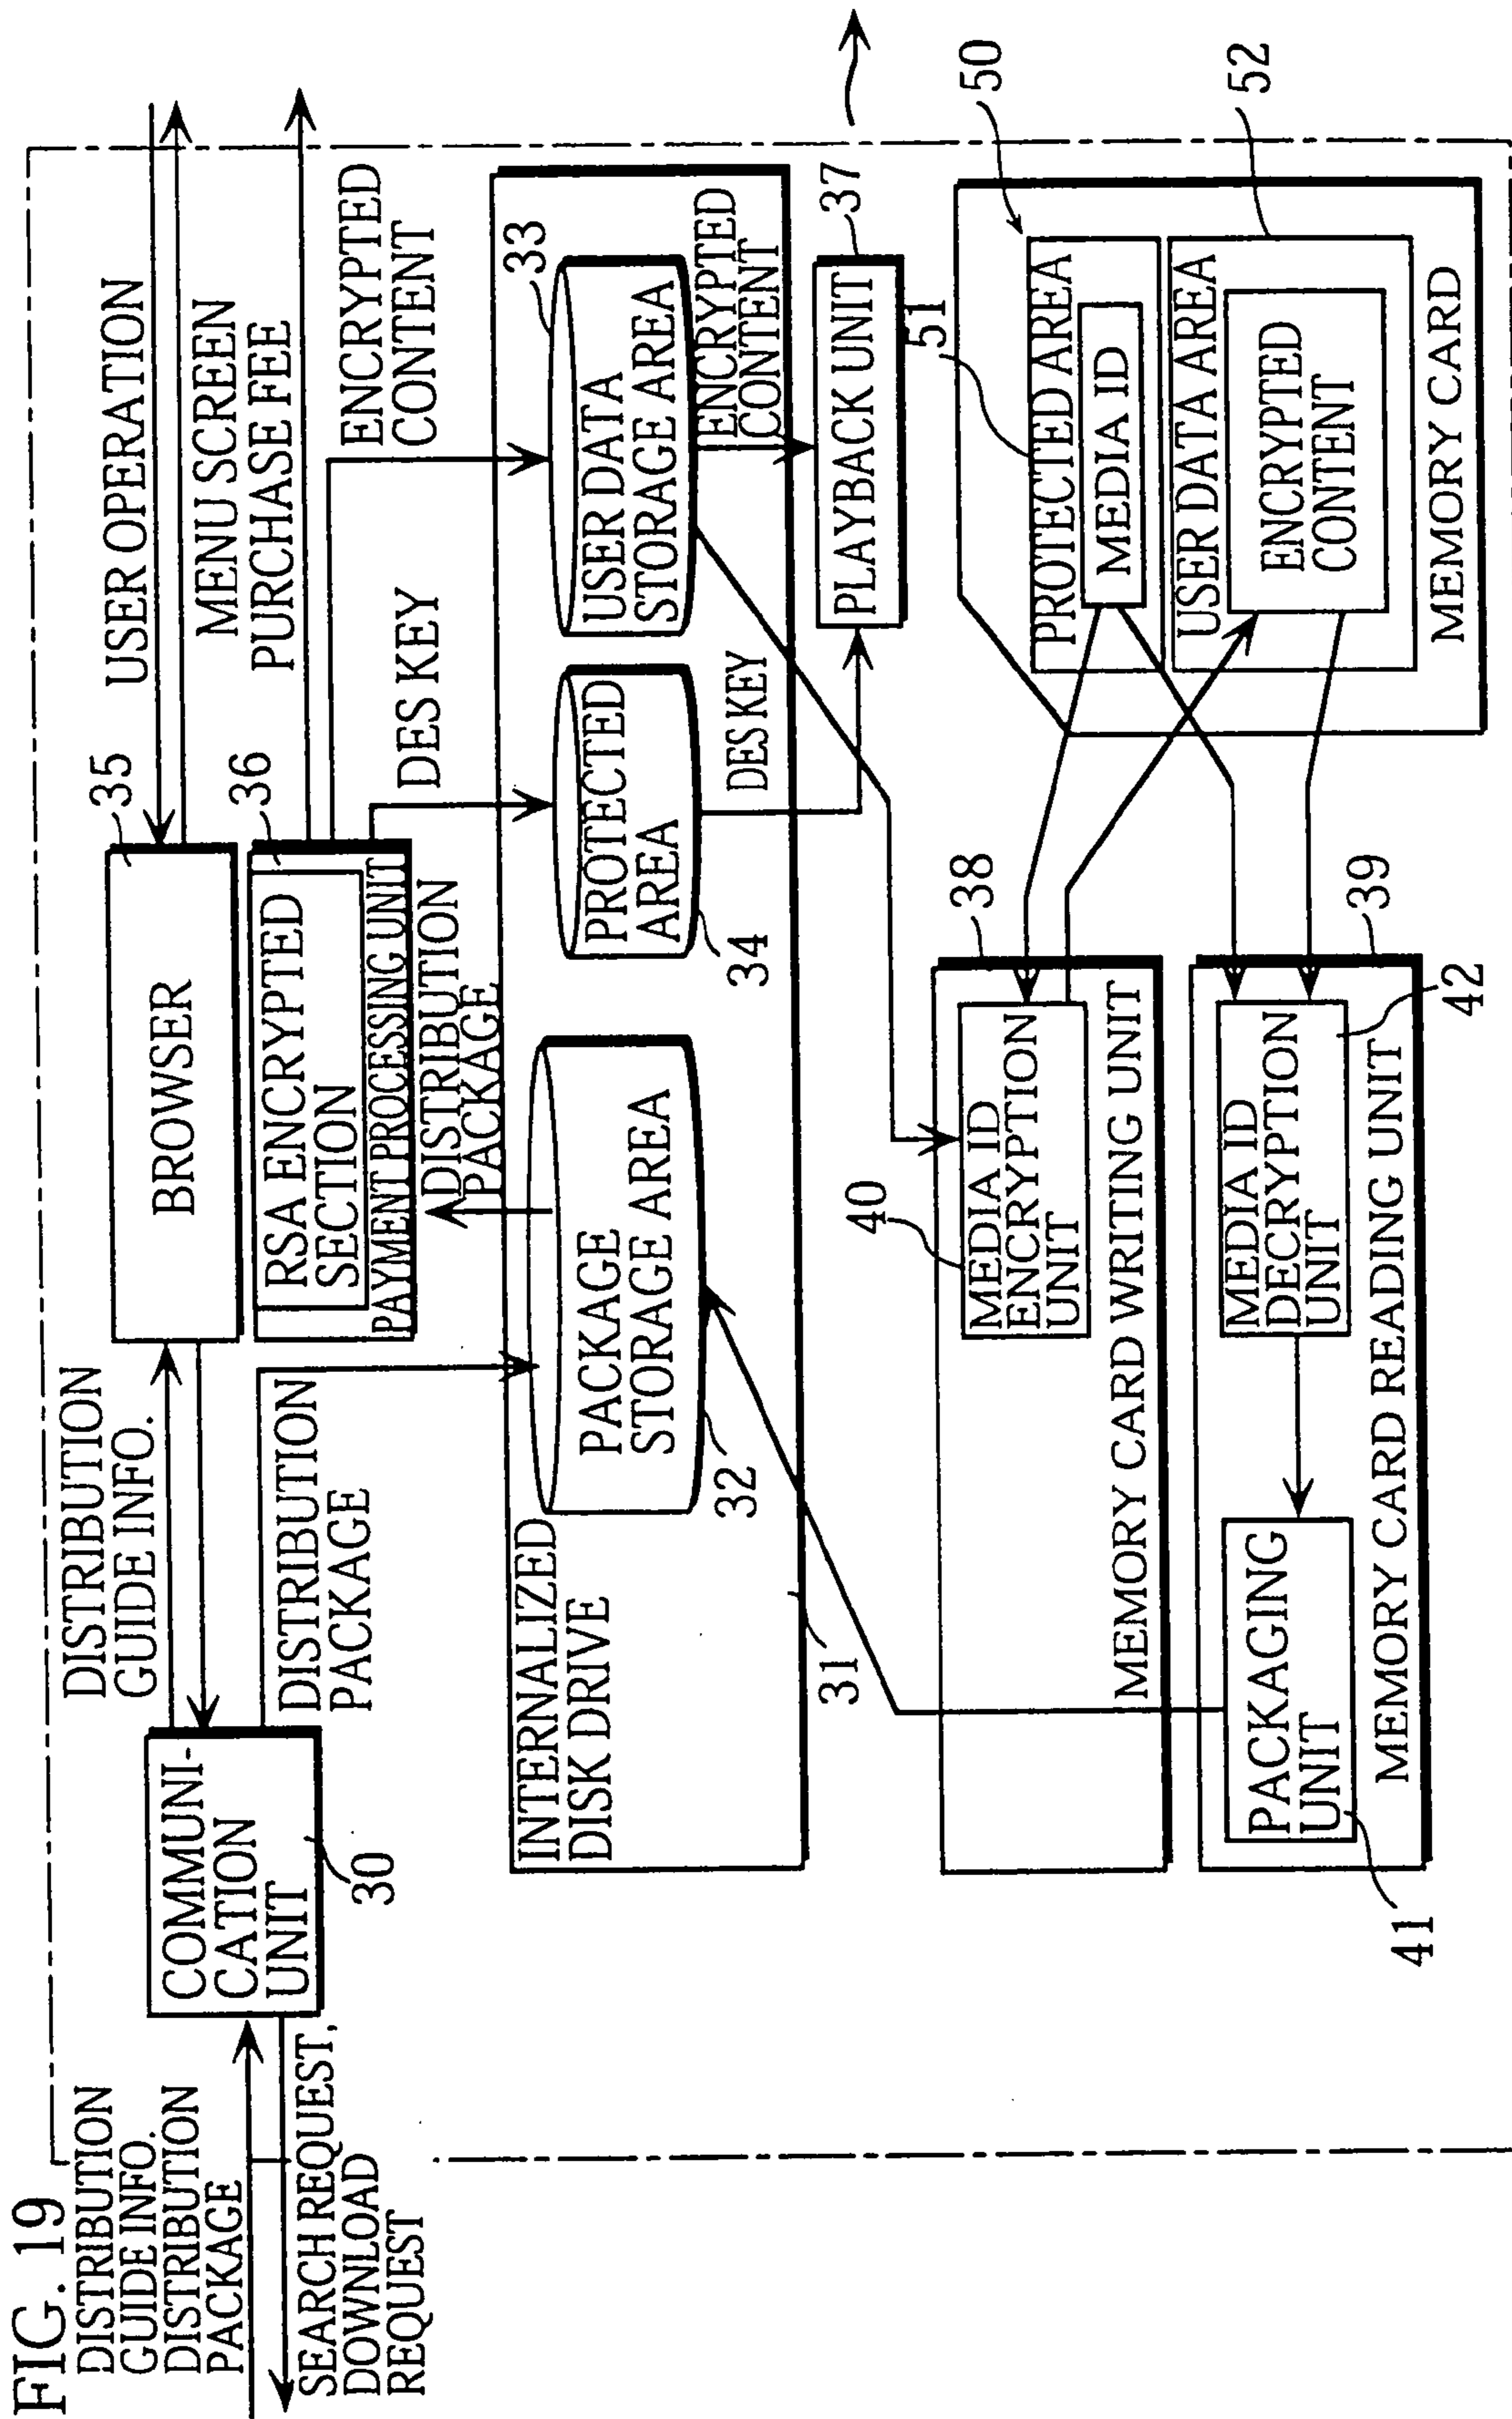 FIG. 19
DISTRIBUTION
GUIDE INFO.
DISTRIBUTION
PACKAGE
SEARCH REQUEST,
DOWNLOAD
REQUEST
COMMUNI-
CATION
UNIT
30
DISTRIBUTION
GUIDE INFO.
DISTRIBUTION
PACKAGE
BROWSER
35
USER OPERATION
MENU SCREEN
PURCHASE FEE
RSA ENCRYPTED
SECTION
PAYMENT PROCESSING UNIT
36
DISTRIBUTION
PACKAGE
DES KEY
ENCRYPTED
CONTENT
INTERNALIZED
DISK DRIVE
31
PACKAGE
STORAGE AREA
32
PROTECTED
AREA
34
USER DATA
STORAGE AREA
33
DES KEY
ENCRYPTED
CONTENT
PLAYBACK UNIT
37
MEDIA ID
ENCRYPTION
UNIT
40
MEMORY CARD WRITING UNIT
38
PACKAGING
UNIT
41
MEDIA ID
DECRYPTION
UNIT
42
MEMORY CARD READING UNIT
39
50
51
PROTECTED AREA
MEDIA ID
USER DATA AREA
52
ENCRYPTED
CONTENT
MEMORY CARD